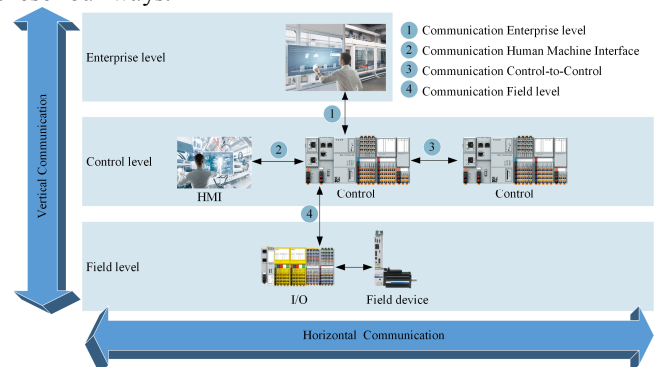 Enterprise level
1 Communication Enterprise level
2 Communication Human Machine Interface
3 Communication Control-to-Control
4 Communication Field level
1
Vertical Communication
Control level
2
3
HMI
Control
Control
4
Field level
I/O
Field device
Horizontal Communication